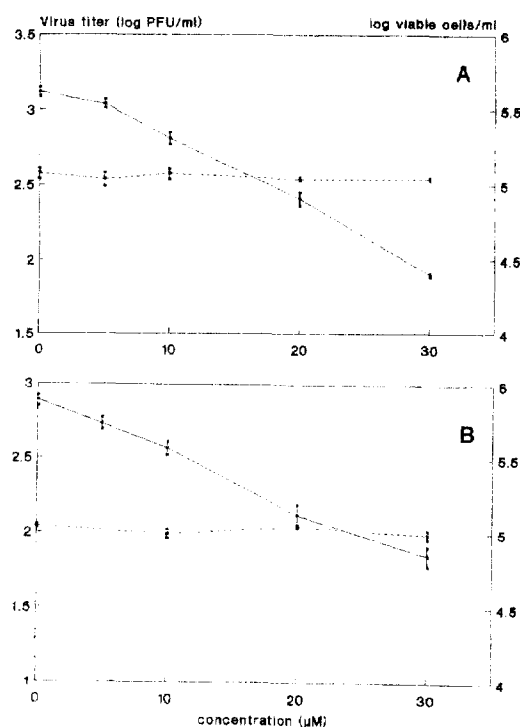 Virus titer (log PFU/ml) log viable cells/ml
3.5 6
A
3 5.5
2.5 5
2 4.5
1.5 4
0 10 20 30
3 6
B
2.5 5.5
2 5
1.5 4.5
1 4
0 10 20 30
concentration (µM)